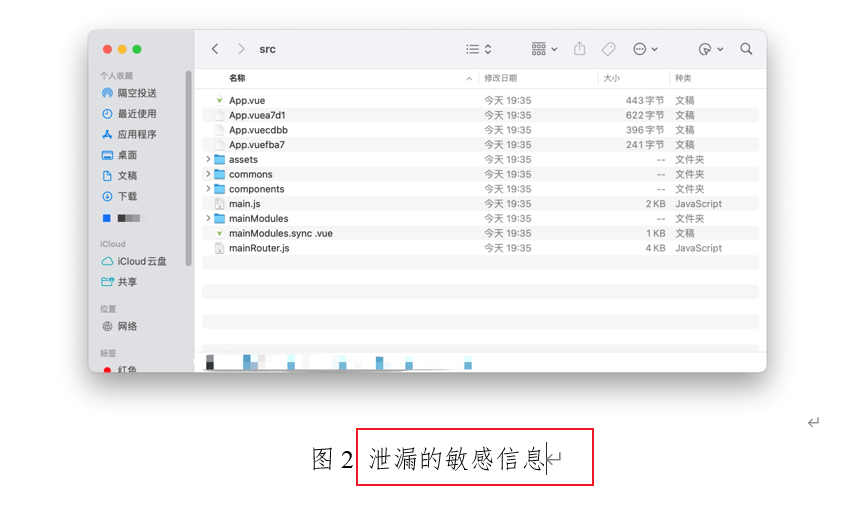 src
个人收藏
隔空投送
最近使用
应用程序
桌面
文稿
下载
iCloud
iCloud云盘
共享
位置
网络
标签
红色
名称 修改日期 大小 种类
App.vue 今天 19:35 443 字节 文稿
App.vuea7d1 今天 19:35 622 字节 文稿
App.vuecdbb 今天 19:35 396 字节 文稿
App.vuefba7 今天 19:35 241 字节 文稿
assets 今天 19:35 -- 文件夹
commons 今天 19:35 -- 文件夹
components 今天 19:35 -- 文件夹
main.js 今天 19:35 2 KB JavaScript
mainModules 今天 19:35 -- 文件夹
mainModules.sync .vue 今天 19:35 1 KB 文稿
mainRouter.js 今天 19:35 4 KB JavaScript
图 2 泄漏的敏感信息